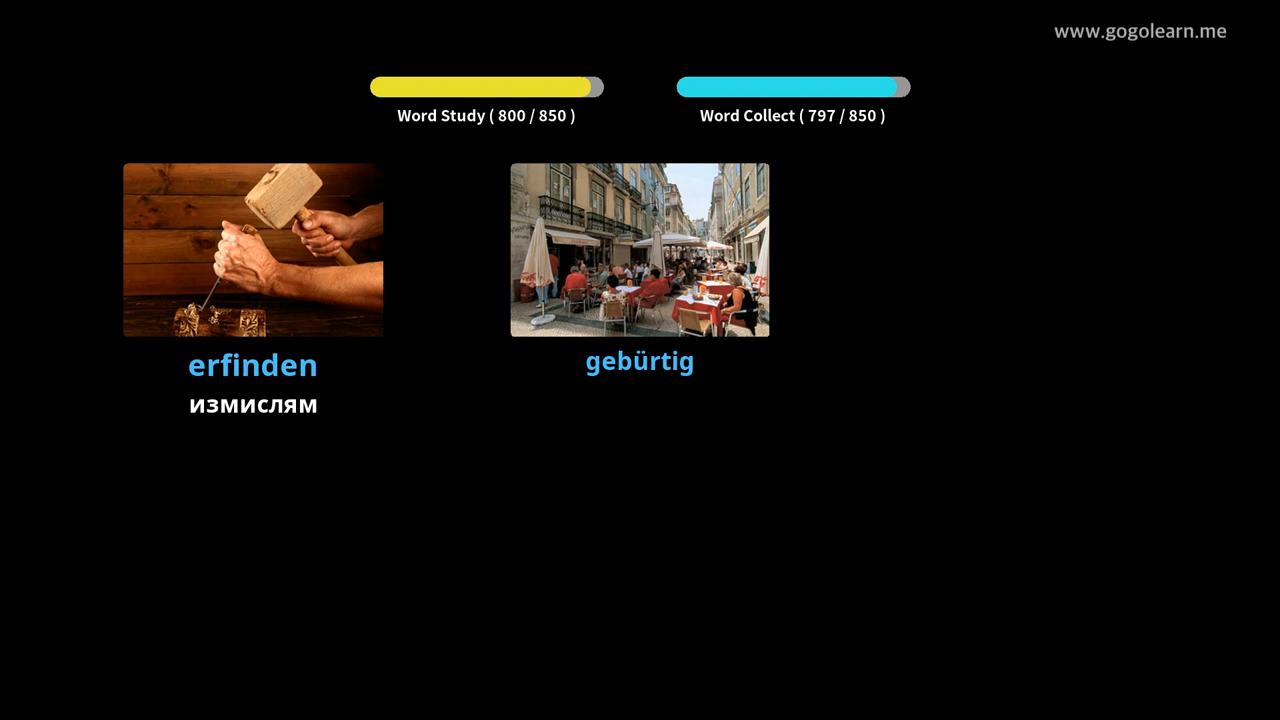 www.gogolearn.me
Word Study ( 800 / 850 )
Word Collect ( 797 / 850 )
erfinden
измислям
gebürtig